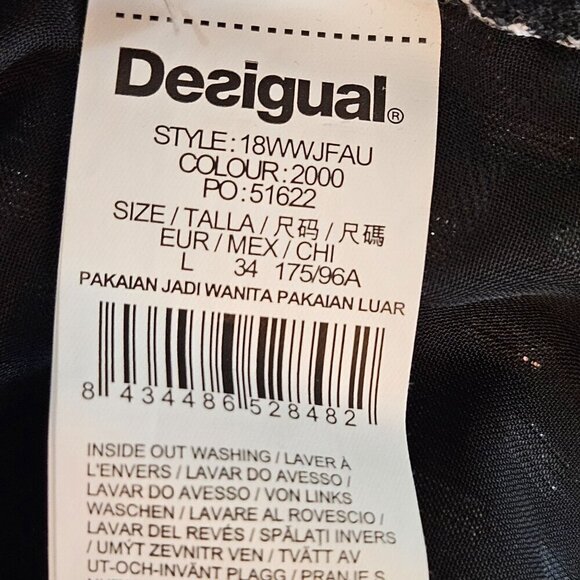 Desigual®
STYLE:18WWJFAU
COLOUR:2000
PO:51622
SIZE/TALLA/尺码/尺碼
EUR/MEX/CHI
L 34 175/96A
PAKAIAN JADI WANITA PAKAIAN LUAR
8 434486 528482
INSIDE OUT WASHING / LAVER À
L'ENVERS / LAVAR DO AVESSO /
LAVAR DO AVESSO / VON LINKS
WASCHEN / LAVARE AL ROVESCIO /
LAVAR DEL REVÉS / SPĂLAȚI INVERS
/ UMÝT ZEVNITR VEN / TVÄTT AV
UT-OCH-INVÄNT PLAGG / PRANJE S